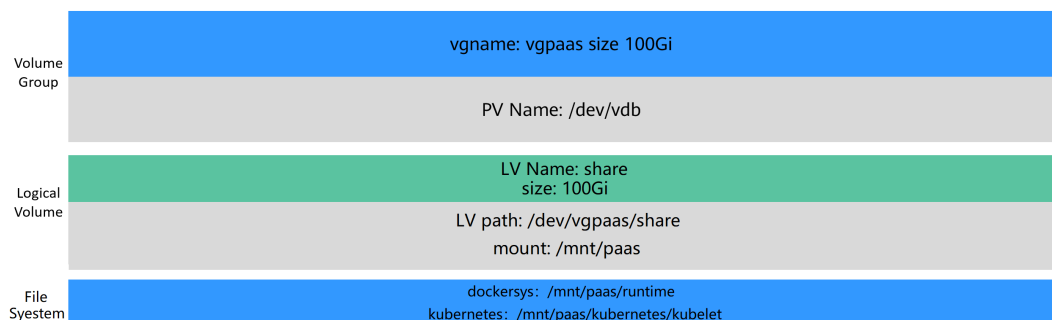 vgname: vgpaas size 100Gi
Volume
Group
PV Name: /dev/vdb
LV Name: share
size: 100Gi
Logical
Volume
LV path: /dev/vgpaas/share
mount: /mnt/paas
File
Syestem
dockersys：/mnt/paas/runtime
kubernetes：/mnt/paas/kubernetes/kubelet